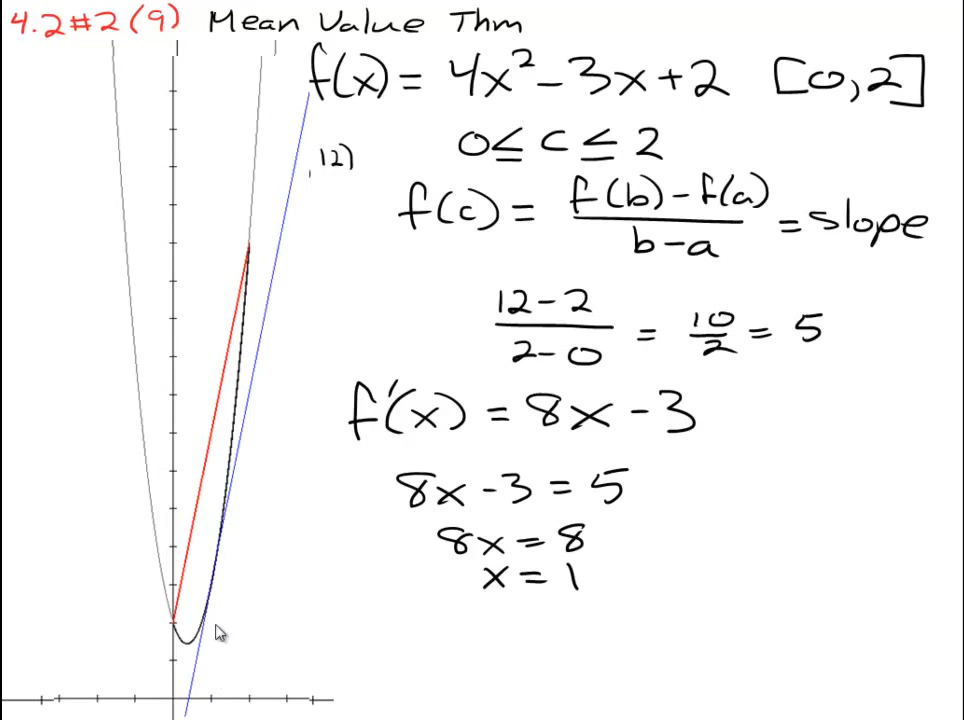 4.2#2(9) Mean Value Thm
f(x) = 4x² - 3x + 2 [0,2]
0 ≤ c ≤ 2
, 12)
f(c) = f(b) - f(a) / b - a = slope
12 - 2 / 2 - 0 = 10/2 = 5
f'(x) = 8x - 3
8x - 3 = 5
8x = 8
x = 1